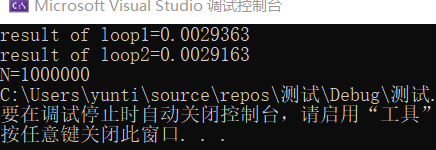 Microsoft Visual Studio 调试控制台
result of loop1=0.0029363
result of loop2=0.0029163
N=1000000
C:\Users\yunti\source\repos\测试\Debug\测试.
要在调试停止时自动关闭控制台，请启用“工具”
按任意键关闭此窗口. . .